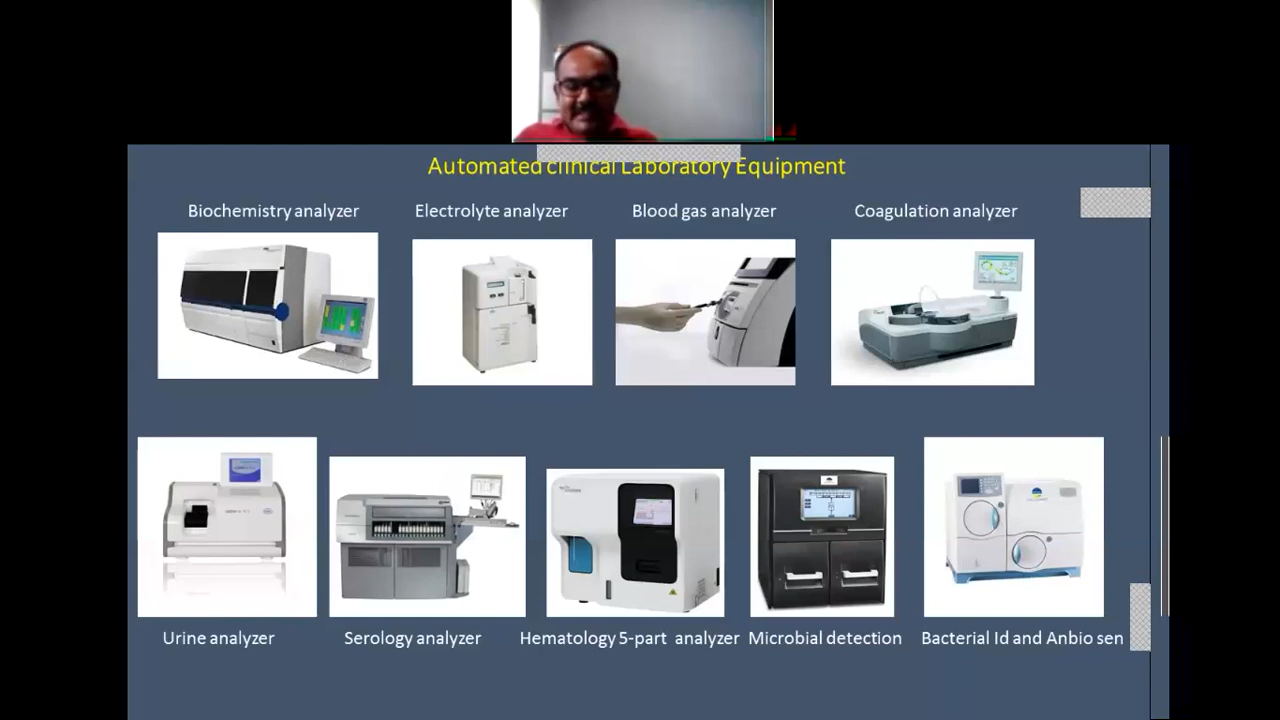 Automated clinical Laboratory Equipment
Biochemistry analyzer
Electrolyte analyzer
Blood gas analyzer
Coagulation analyzer
Urine analyzer
Serology analyzer
Hematology 5-part analyzer
Microbial detection
Bacterial Id and Anbio sen